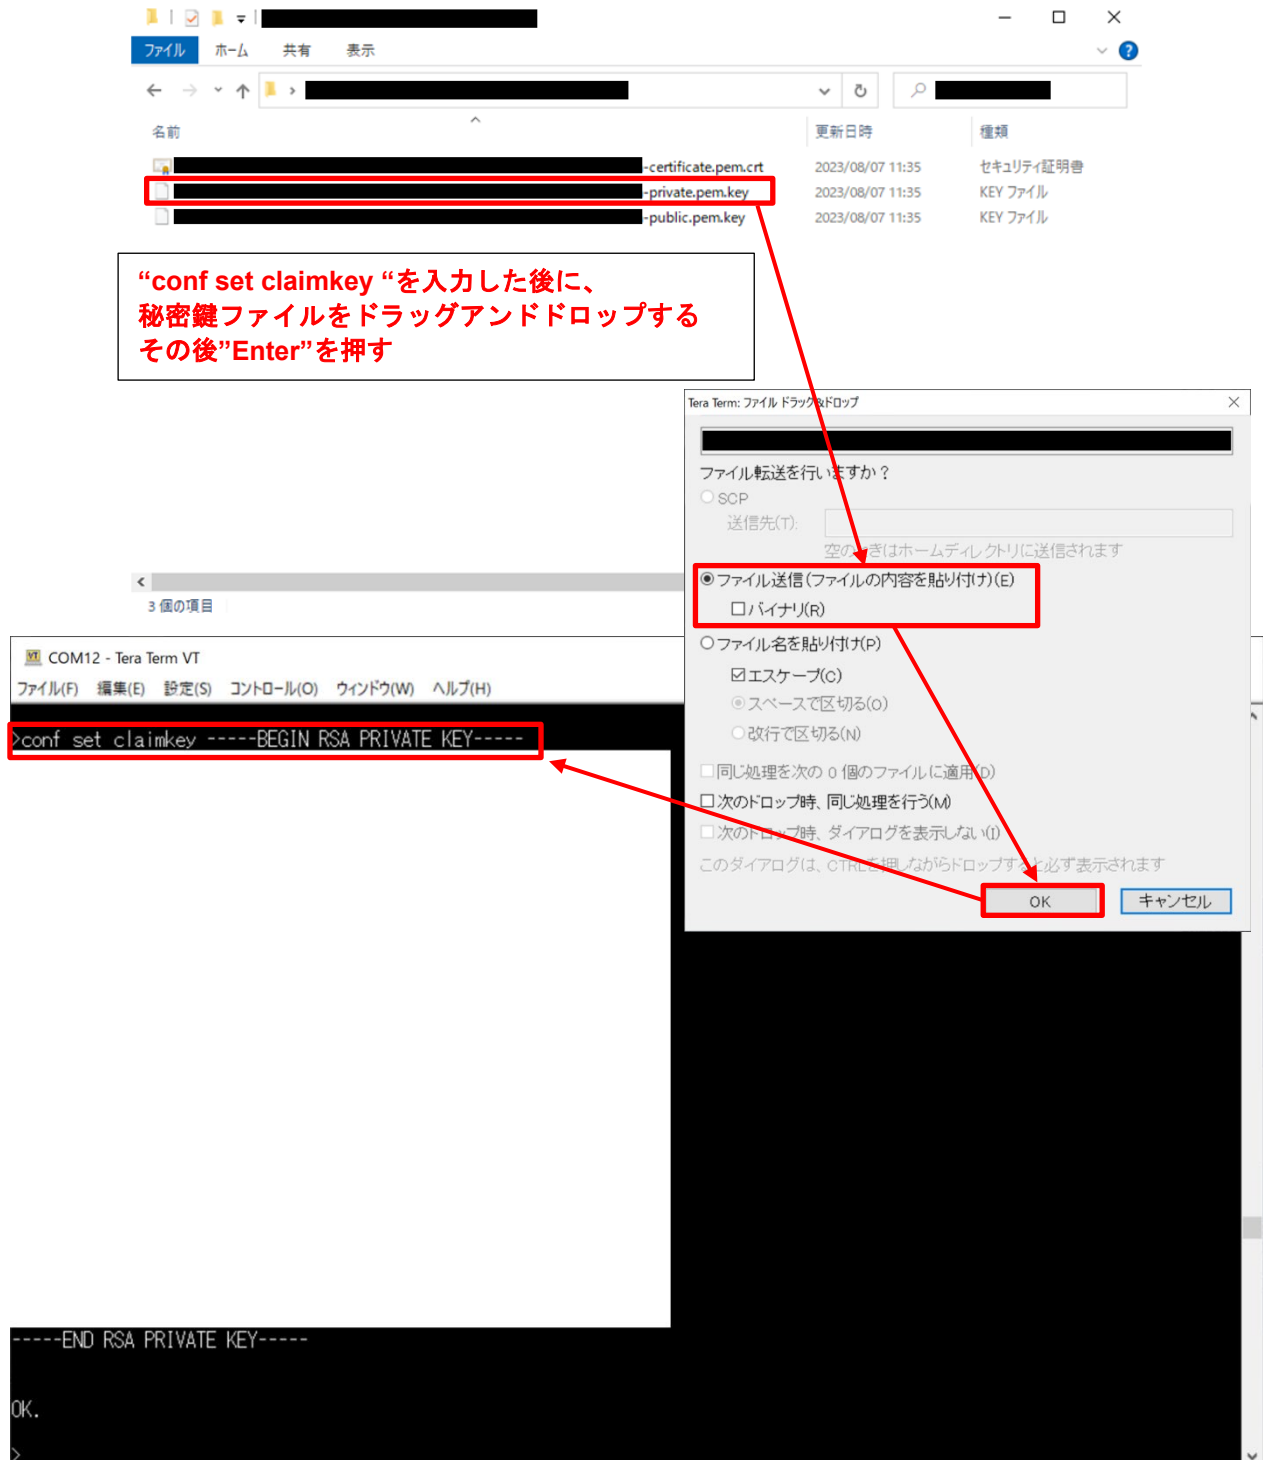 ファイル ホーム 共有 表示
名前 更新日時 種類
-certificate.pem.crt 2023/08/07 11:35 セキュリティ証明書
-private.pem.key 2023/08/07 11:35 KEY ファイル
-public.pem.key 2023/08/07 11:35 KEY ファイル
“conf set claimkey “を入力した後に、
秘密鍵ファイルをドラッグアンドドロップする
その後”Enter”を押す
3 個の項目
Tera Term: ファイル ドラッグ&ドロップ
ファイル転送を行いますか？
SCP
送信先(T):
空のときはホームディレクトリに送信されます
ファイル送信(ファイルの内容を貼り付け)(E)
バイナリ(R)
ファイル名を貼り付け(P)
エスケープ(C)
スペースで区切る(O)
改行で区切る(N)
同じ処理を次の 0 個のファイルに適用(D)
次のドロップ時、同じ処理を行う(M)
次のドロップ時、ダイアログを表示しない(I)
このダイアログは、CTRLを押しながらドロップすると必ず表示されます
OK キャンセル
COM12 - Tera Term VT
ファイル(F) 編集(E) 設定(S) コントロール(O) ウィンドウ(W) ヘルプ(H)
>conf set claimkey -----BEGIN RSA PRIVATE KEY-----
-----END RSA PRIVATE KEY-----
OK.
>